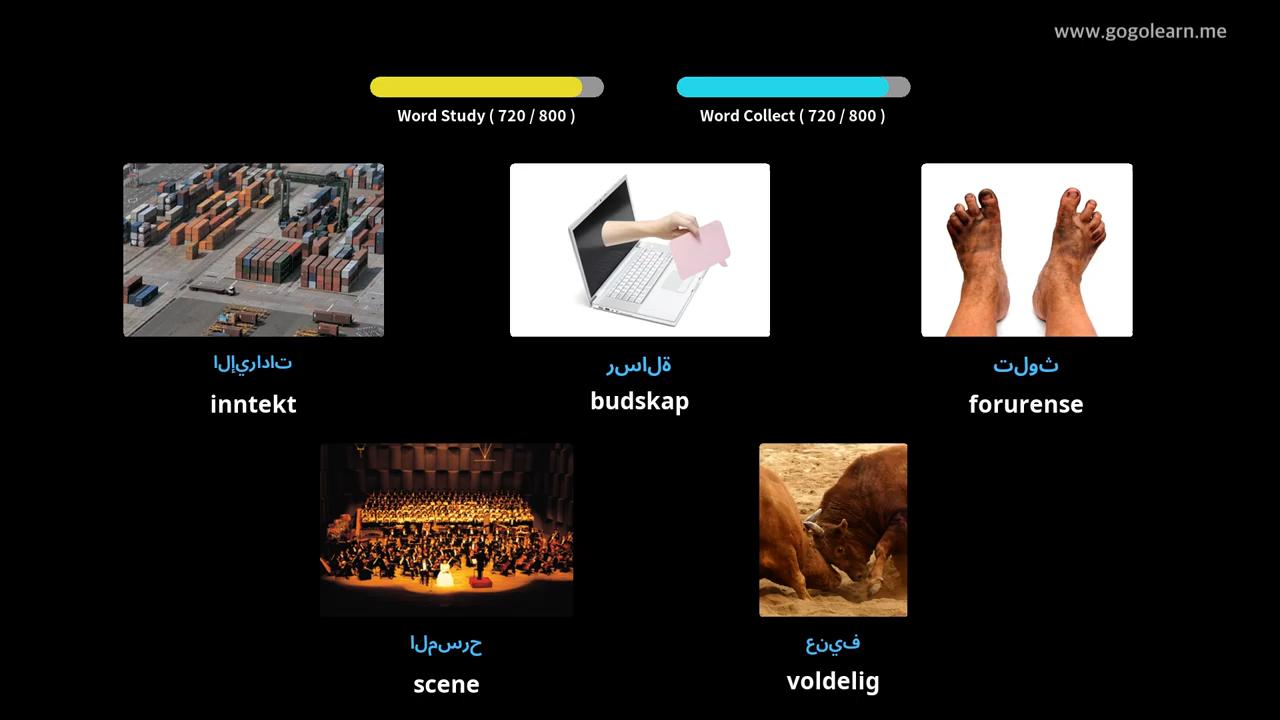 www.gogolearn.me
Word Study ( 720 / 800 )
Word Collect ( 720 / 800 )
الإيرادات
رسالة
تلوث
inntekt
budskap
forurense
المسرح
عنيف
scene
voldelig